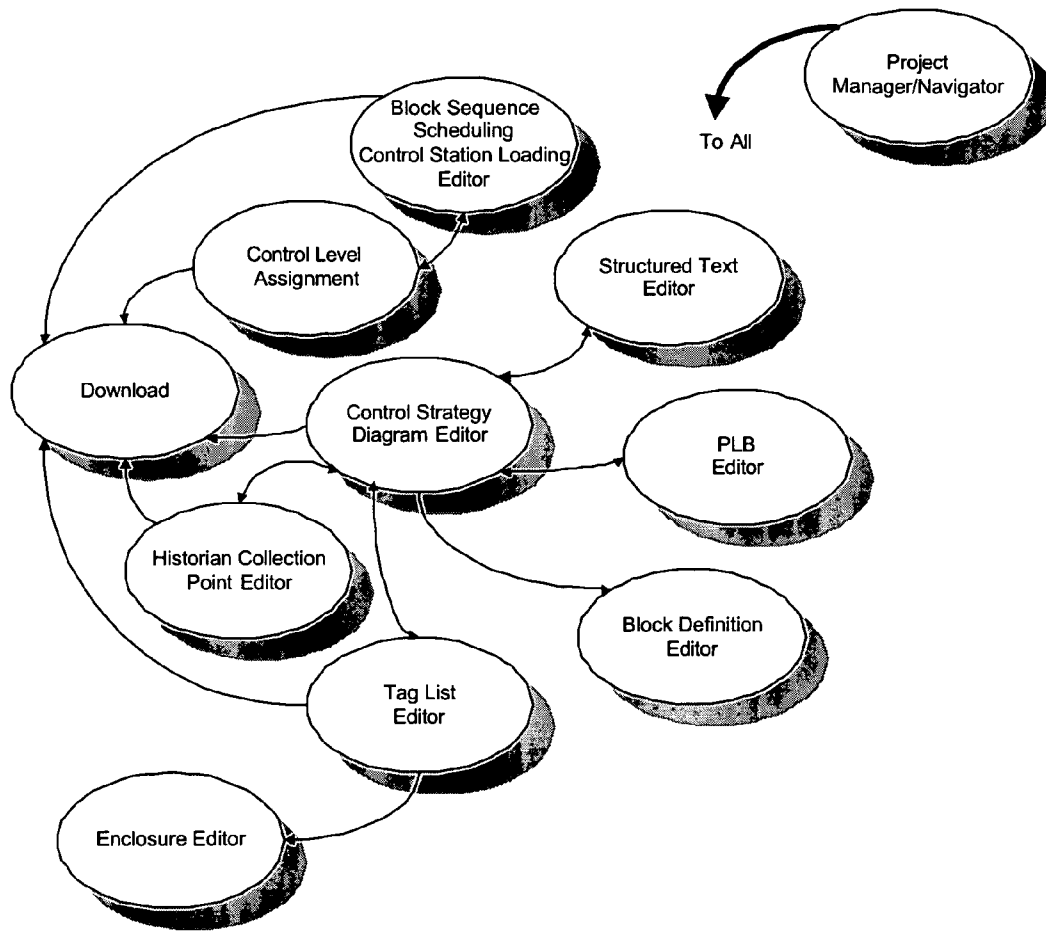 Project
Manager/Navigator
To All
Block Sequence
Scheduling
Control Station Loading
Editor
Control Level
Assignment
Structured Text
Editor
Download
Control Strategy
Diagram Editor
PLB
Editor
Historian Collection
Point Editor
Block Definition
Editor
Tag List
Editor
Enclosure Editor